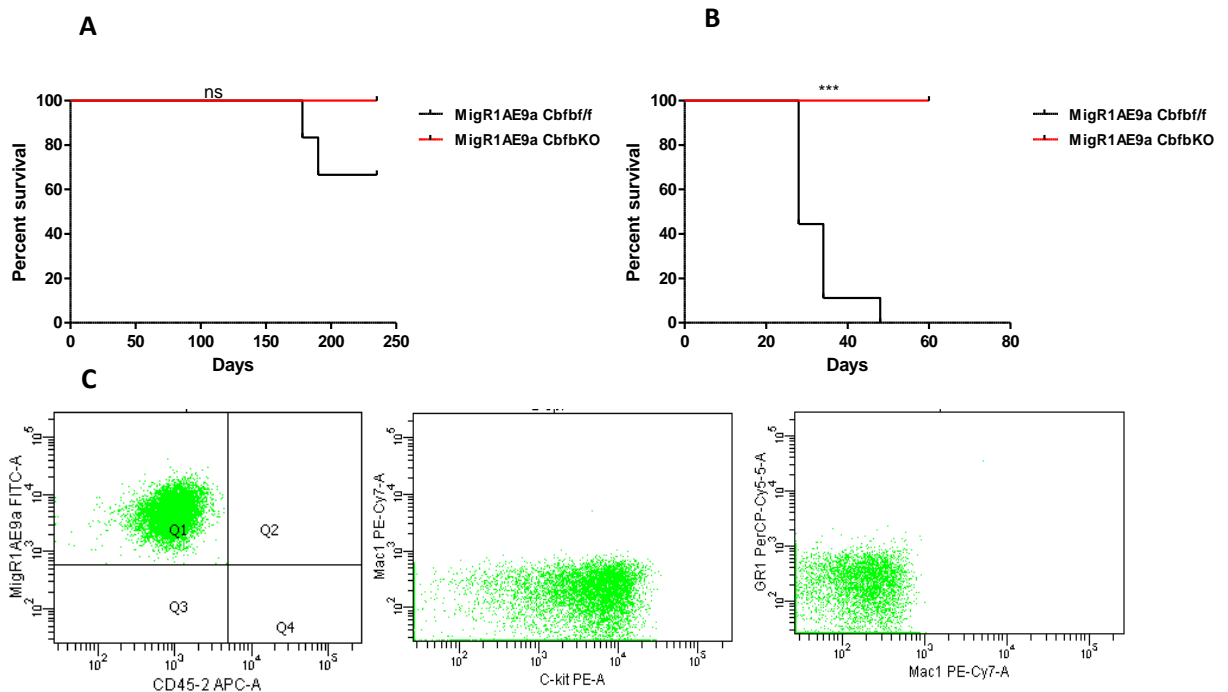 A
B
ns
100
80
60
40
20
0
Percent survival
0 50 100 150 200 250
Days
MigR1AE9a Cbfbf/f
MigR1AE9a CbfbKO
***
100
80
60
40
20
0
Percent survival
0 20 40 60 80
Days
MigR1AE9a Cbfbf/f
MigR1AE9a CbfbKO
C
MigR1AE9a FITC-A
10^5
10^4
10^3
10^2
Q1
Q2
Q3
Q4
10^2 10^3 10^4 10^5
CD45-2 APC-A
Mac1 PE-Cy7-A
10^5
10^4
10^3
10^2
10^2 10^3 10^4 10^5
C-kit PE-A
GR1 PerCP-Cy5-5-A
10^5
10^4
10^3
10^2
10^2 10^3 10^4 10^5
Mac1 PE-Cy7-A